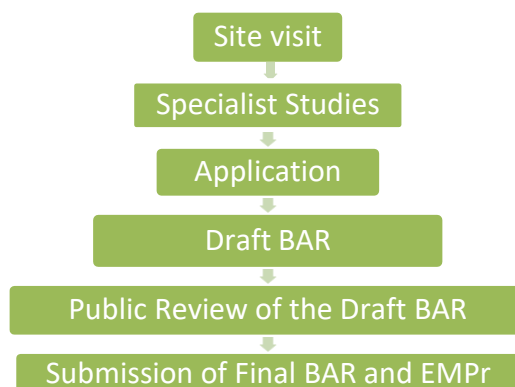 Site visit
Specialist Studies
Application
Draft BAR
Public Review of the Draft BAR
Submission of Final BAR and EMPr